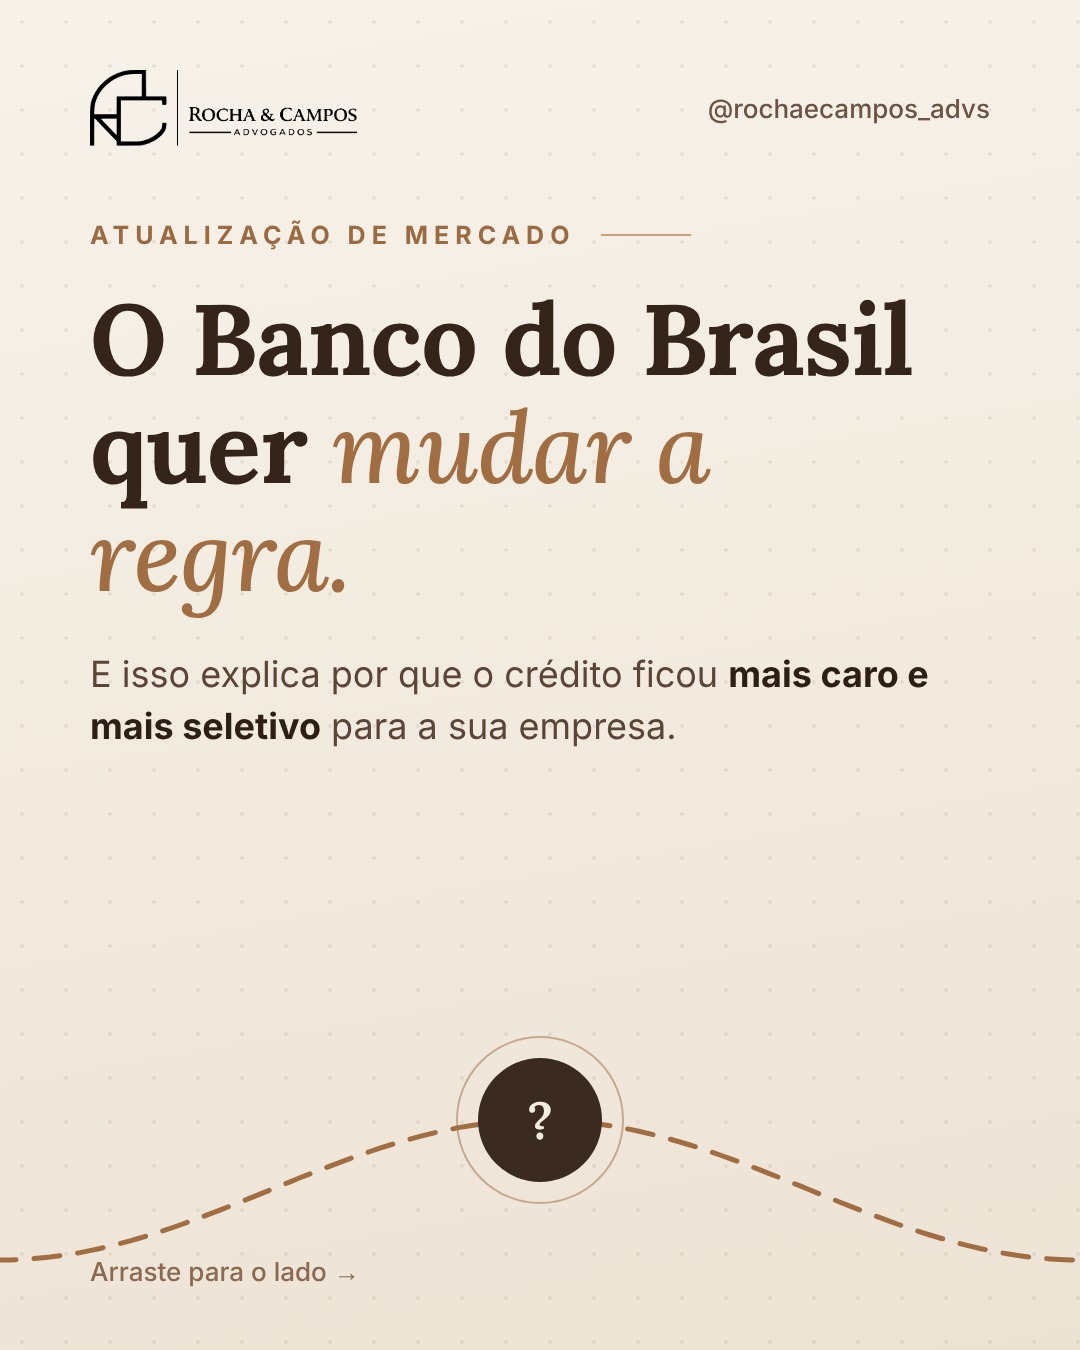 ROCHA & CAMPOS
ADVOGADOS
@rochaecampos_advs
ATUALIZAÇÃO DE MERCADO
O Banco do Brasil
quer mudar a
regra.
E isso explica por que o crédito ficou mais caro e
mais seletivo para a sua empresa.
?
Arraste para o lado →